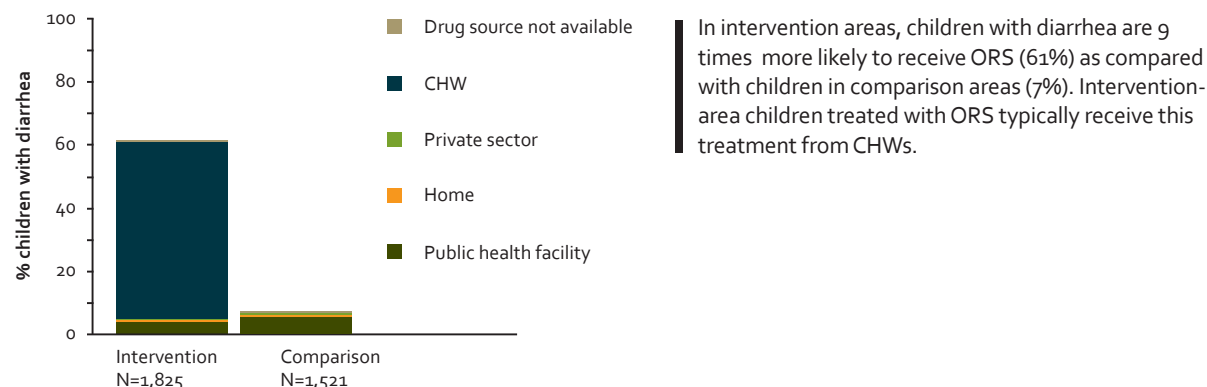 % children with diarrhea
100
80
60
40
20
0
Intervention
N=1,825
Comparison
N=1,521
Drug source not available
CHW
Private sector
Home
Public health facility
In intervention areas, children with diarrhea are 9
times  more likely to receive ORS (61%) as compared
with children in comparison areas (7%). Intervention-
area children treated with ORS typically receive this
treatment from CHWs.